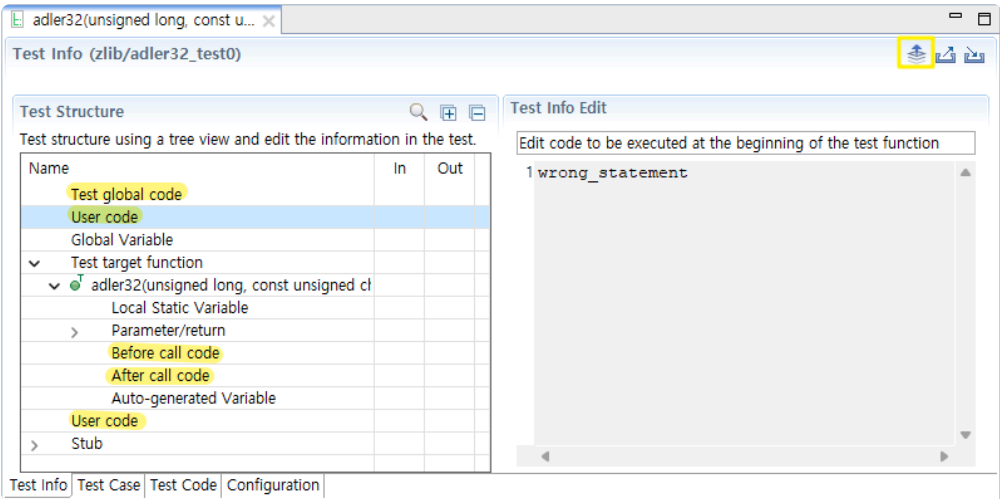 adler32(unsigned long, const u...
Test Info (zlib/adler32_test0)
Test Structure
Test structure using a tree view and edit the information in the test.
Name In Out
Test global code
User code
Global Variable
Test target function
T adler32(unsigned long, const unsigned ch
Local Static Variable
Parameter/return
Before call code
After call code
Auto-generated Variable
User code
Stub
Test Info Edit
Edit code to be executed at the beginning of the test function
1 wrong_statement
Test Info Test Case Test Code Configuration